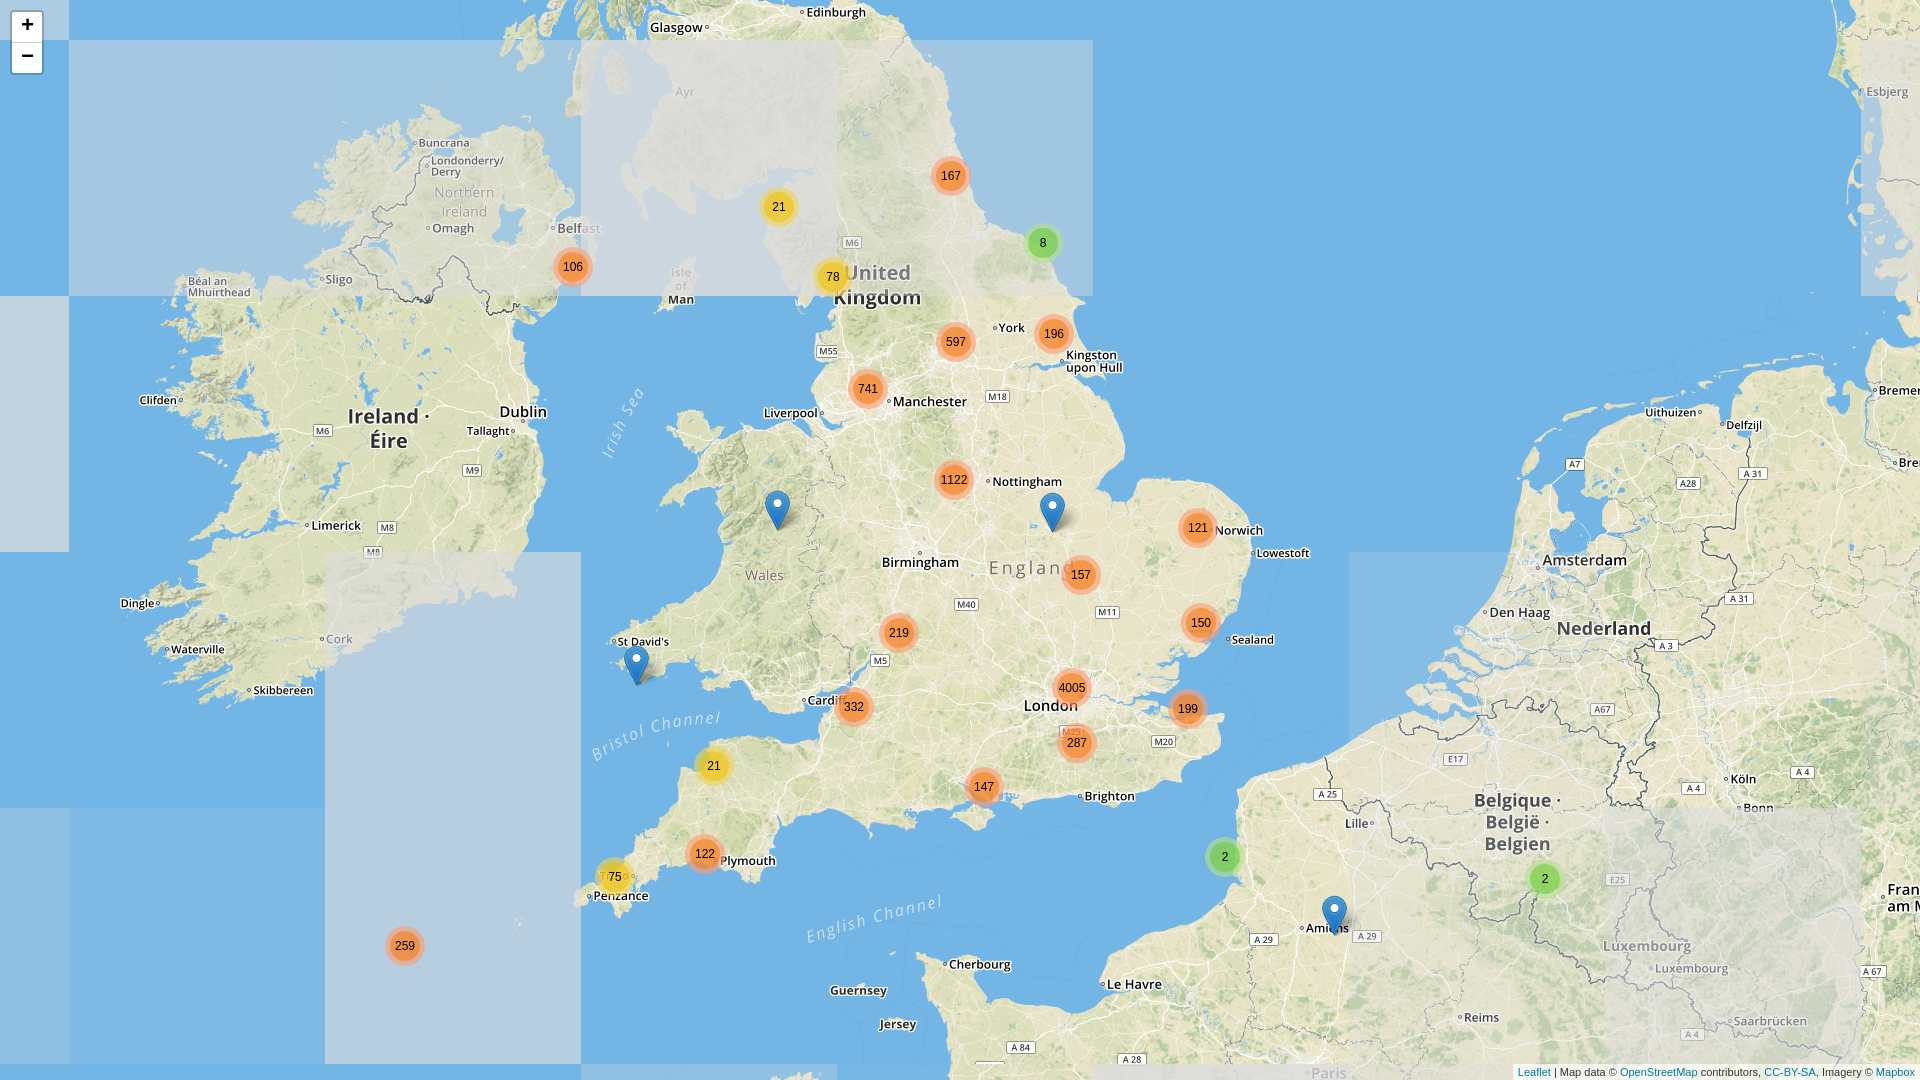 +
−
Edinburgh
Glasgow
Ayr
Esbjerg
Buncrana
Londonderry/
Derry
167
Northern
Ireland
21
Omagh
Belfast
M6
8
106
Isle
of
Man
78
United
Kingdom
Sligo
Béal an
Mhuirthead
York
196
597
M55
Kingston
upon Hull
741
Manchester
M18
Liverpool
Clifden
Ireland ·
Éire
Dublin
Tallaght
M6
M9
Irish Sea
Bremer
Uithuizen
Delfzijl
A7
A 31
A28
Bre
1122
Nottingham
Limerick
M8
M8
121
Norwich
Lowestoft
Birmingham
England
157
Wales
Amsterdam
A 31
Dingle
M40
M11
Den Haag
150
219
Nederland
Cork
St David's
Sealand
A 3
Waterville
M5
Skibbereen
4005
Cardiff
332
London
199
A67
Bristol Channel
M25
287
M20
E17
21
Köln
A 4
147
A 4
A 25
Brighton
Belgique ·
België ·
Belgien
Bonn
Lille
122
Plymouth
2
75
Penzance
2
E25
Fran
am M
English Channel
Amiens
A 29
A 29
259
Luxembourg
Luxembourg
A 67
Cherbourg
Le Havre
Guernsey
Jersey
Reims
Saarbrücken
A 4
A 84
A 28
Paris
Leaflet | Map data © OpenStreetMap contributors, CC-BY-SA, Imagery © Mapbox